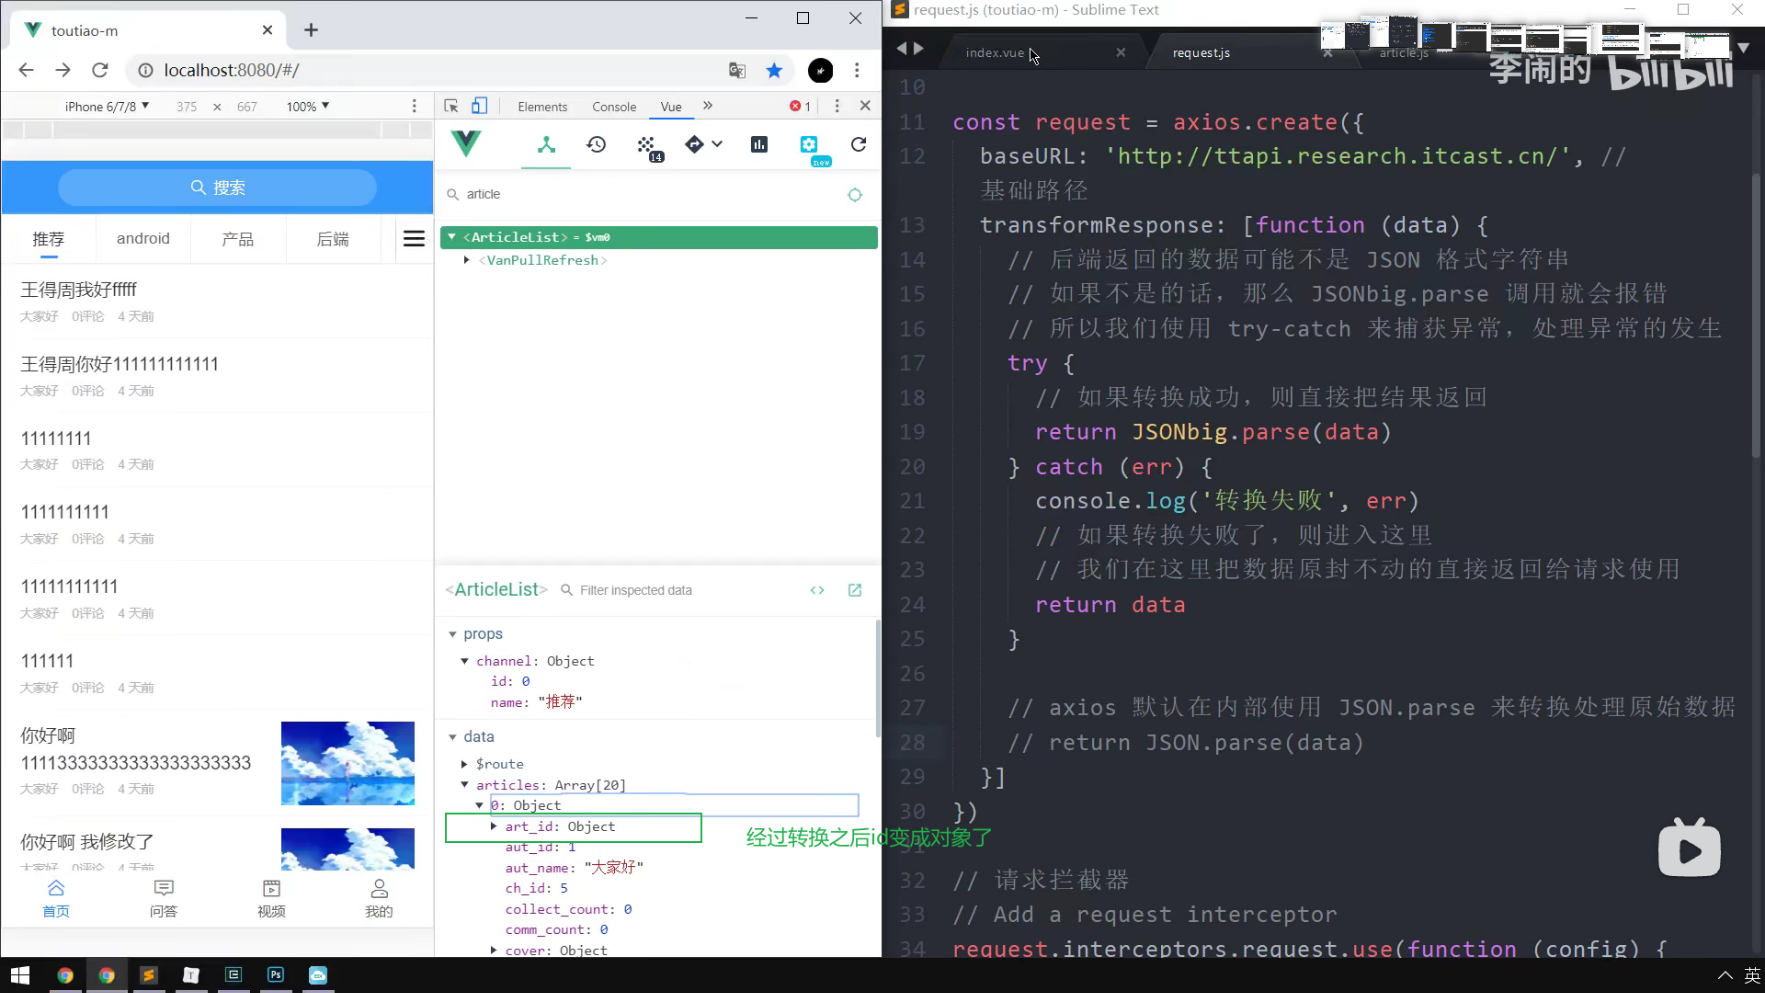 toutiao-m
localhost:8080/#/
iPhone 6/7/8 ▼ 375 × 667 100% ▼
搜索
推荐 android 产品 后端
王得周我好fffff
大家好 0评论 4 天前
王得周你好111111111111
大家好 0评论 4 天前
11111111
大家好 0评论 4 天前
1111111111
大家好 0评论 4 天前
11111111111
大家好 0评论 4 天前
111111
大家好 0评论 4 天前
你好啊
1111333333333333333333333
大家好 0评论 4 天前
你好啊 我修改了
大家好 0评论 4 天前
首页 问答 视频 我的
Elements Console Vue » 1
14
new
article
<ArticleList> = $vm0
<VanPullRefresh>
<ArticleList> Filter inspected data
props
channel: Object
id: 0
name: "推荐"
data
$route
articles: Array[20]
0: Object
art_id: Object
aut_id: 1
aut_name: "大家好"
ch_id: 5
collect_count: 0
comm_count: 0
cover: Object
经过转换之后id变成对象了
request.js (toutiao-m) - Sublime Text
index.vue request.js article.js
李闹的 bilibili
10
11 const request = axios.create({
12 baseURL: 'http://ttapi.research.itcast.cn/', //
基础路径
13 transformResponse: [function (data) {
14 // 后端返回的数据可能不是 JSON 格式字符串
15 // 如果不是的话，那么 JSONbig.parse 调用就会报错
16 // 所以我们使用 try-catch 来捕获异常，处理异常的发生
17 try {
18 // 如果转换成功，则直接把结果返回
19 return JSONbig.parse(data)
20 } catch (err) {
21 console.log('转换失败', err)
22 // 如果转换失败了，则进入这里
23 // 我们在这里把数据原封不动的直接返回给请求使用
24 return data
25 }
26
27 // axios 默认在内部使用 JSON.parse 来转换处理原始数据
28 // return JSON.parse(data)
29 }]
30 })
32 // 请求拦截器
33 // Add a request interceptor
34 request.interceptors.request.use(function (config) {
英